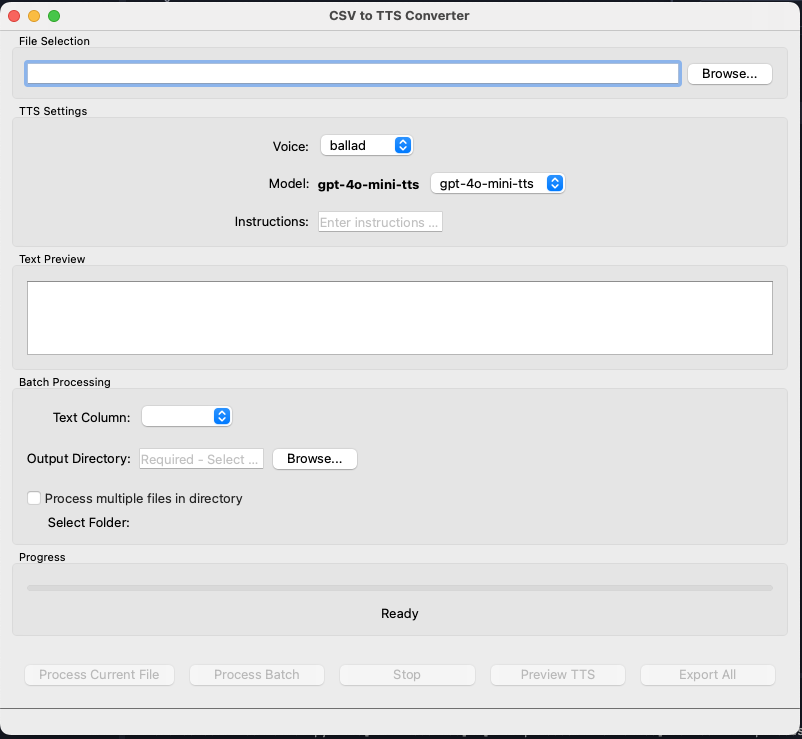 CSV to TTS Converter
File Selection
Browse...
TTS Settings
Voice: ballad
Model: gpt-4o-mini-tts gpt-4o-mini-tts
Instructions: Enter instructions ...
Text Preview
Batch Processing
Text Column:
Output Directory: Required - Select ... Browse...
Process multiple files in directory
Select Folder:
Progress
Ready
Process Current File Process Batch Stop Preview TTS Export All